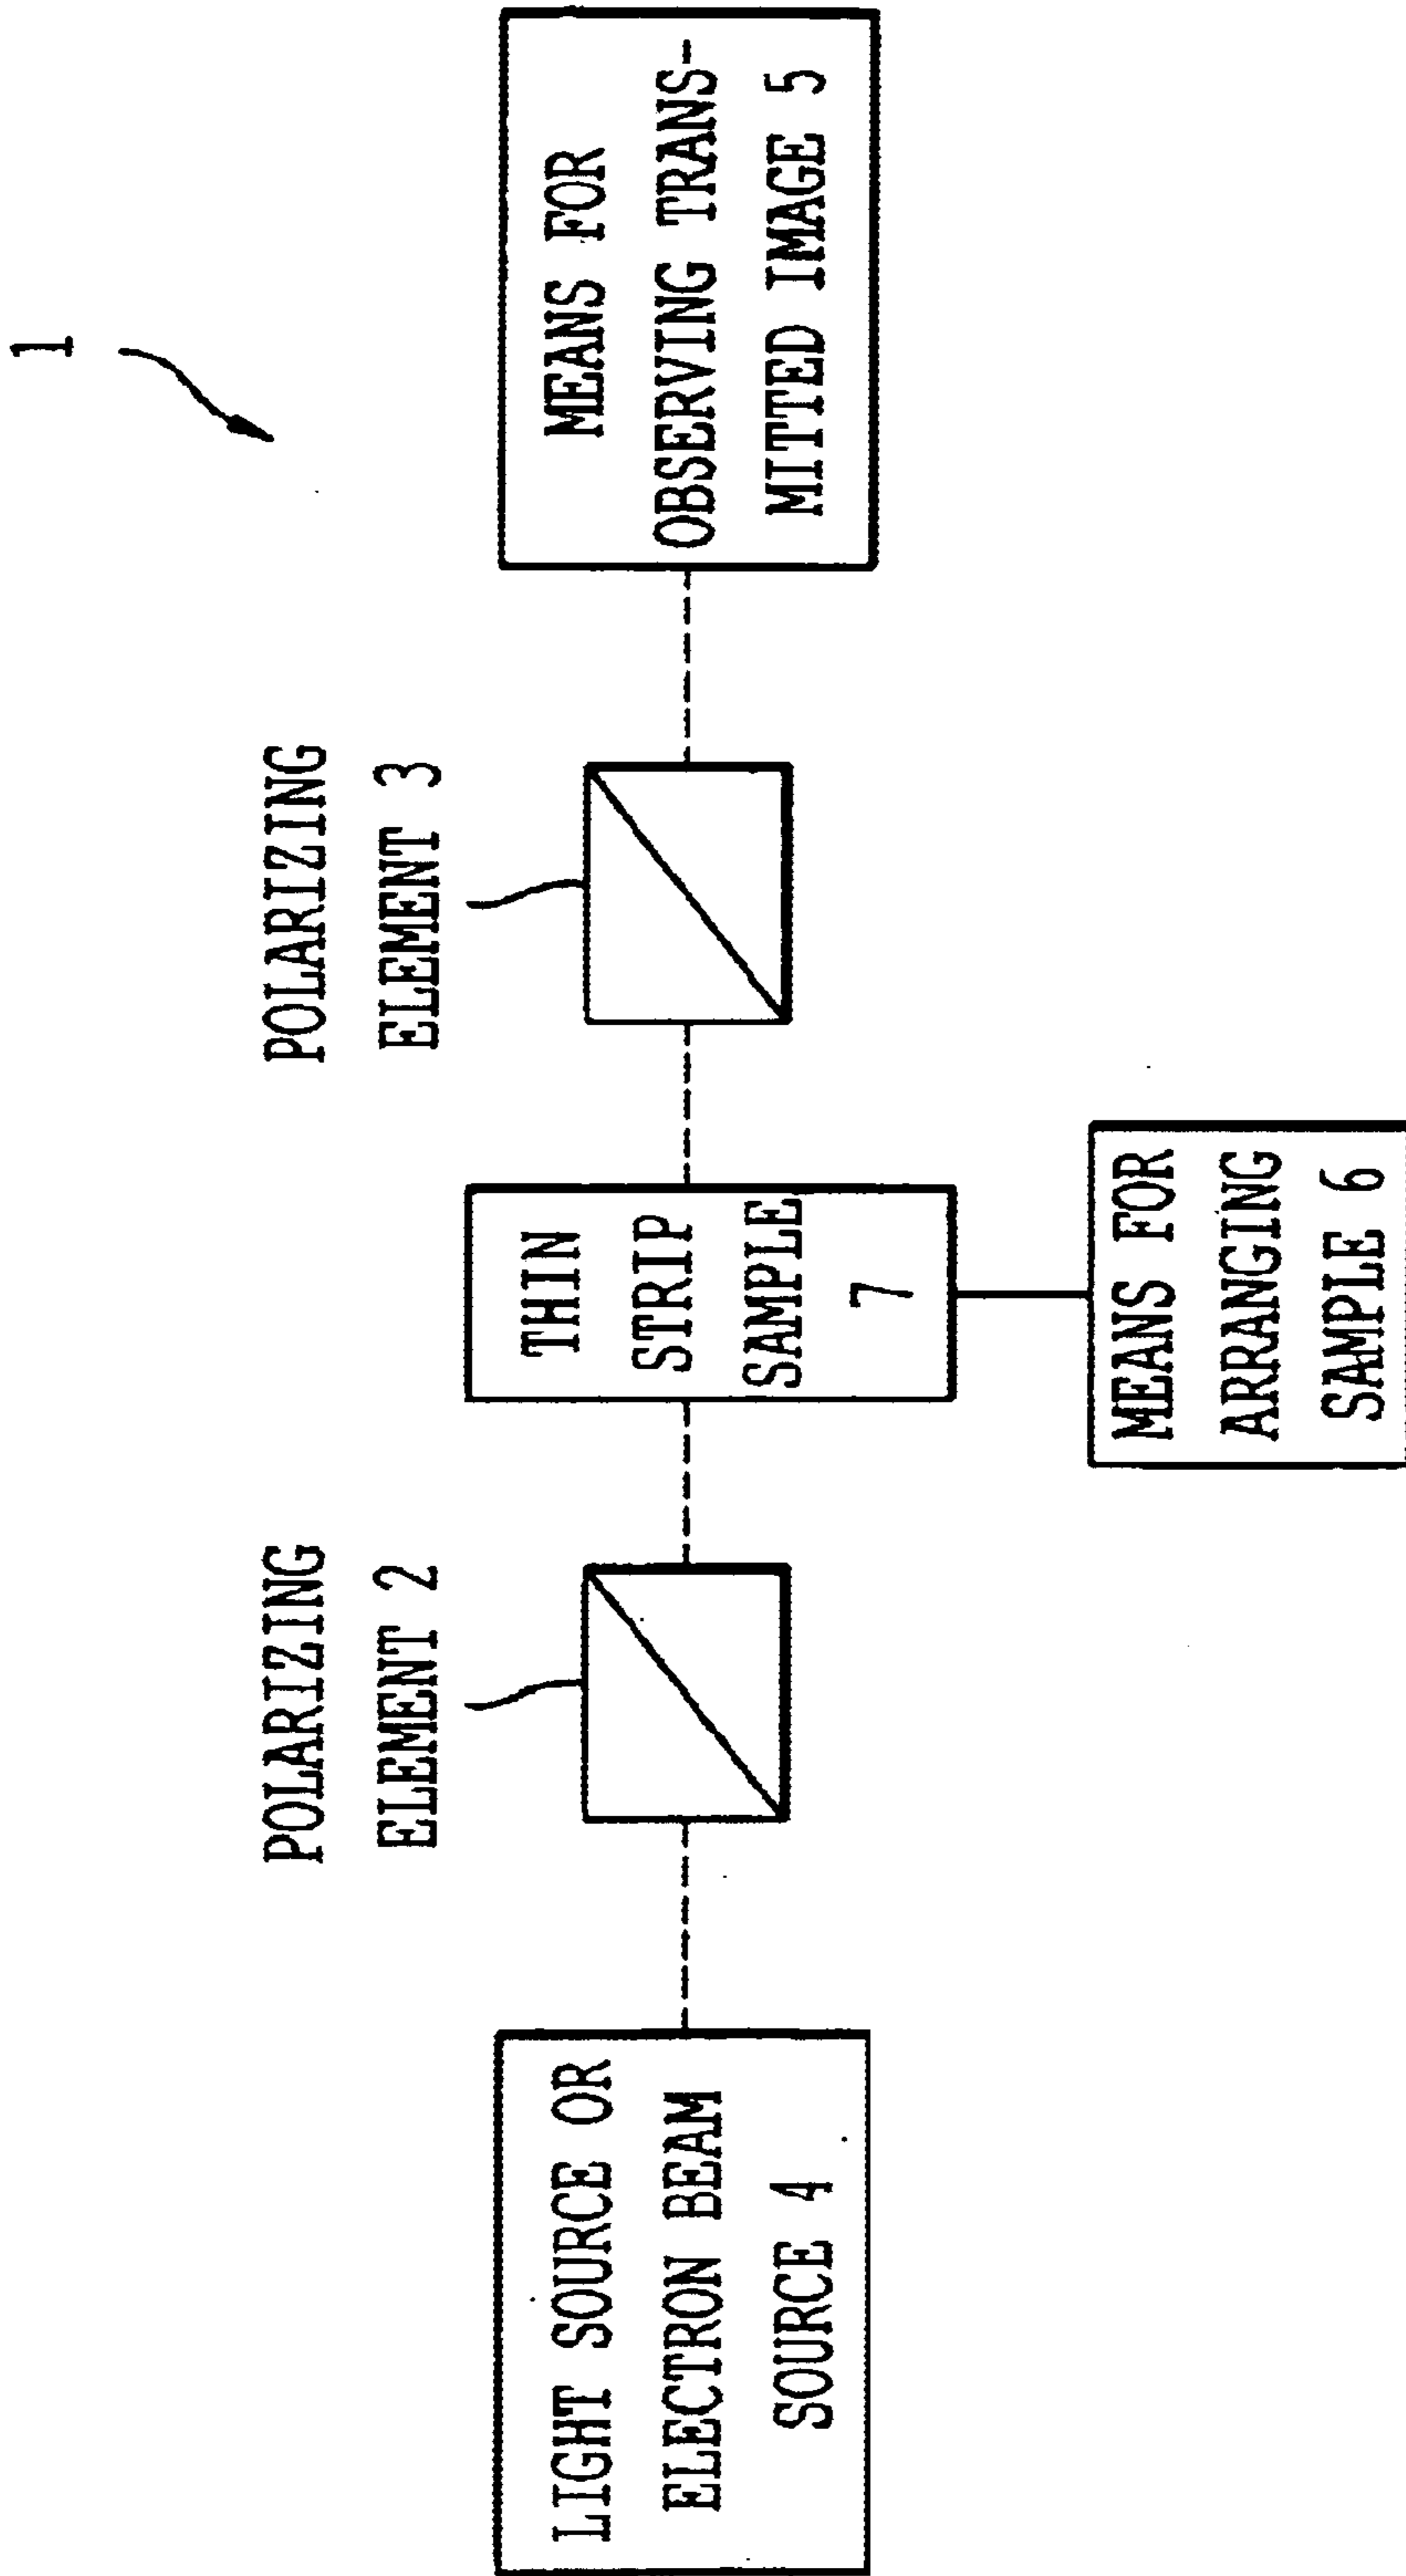 1
POLARIZING
ELEMENT 2
POLARIZING
ELEMENT 3
LIGHT SOURCE OR
ELECTRON BEAM
SOURCE 4
THIN
STRIP
SAMPLE
7
MEANS FOR
OBSERVING TRANS-
MITTED IMAGE 5
MEANS FOR
ARRANGING
SAMPLE 6